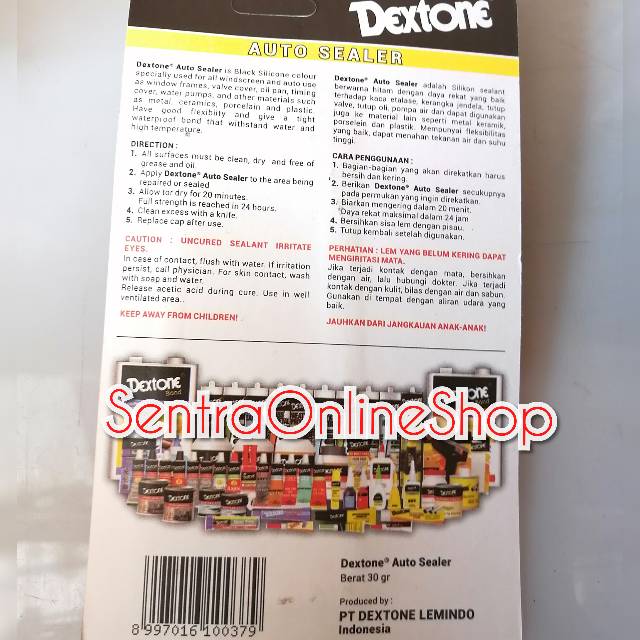 DEXTONE
AUTO SEALER
Dextone® Auto Sealer is Black Silicone colour
specially used for all windscreen and auto use
as window frames, valve cover, oil pan, timing
cover, water pumps, and other materials such
as metal, ceramics, porcelain and plastic.
Have good flexibility and give a tight
waterproof bond that withstand water and
high temperature.
DIRECTION :
1. All surfaces must be clean, dry and free of
grease and oil.
2. Apply Dextone® Auto Sealer to the area being
repaired or sealed
3. Allow to dry for 20 minutes.
Full strength is reached in 24 hours.
4. Clean excess with a knife.
5. Replace cap after use.
CAUTION : UNCURED SEALANT IRRITATE
EYES.
In case of contact, flush with water. If irritation
persist, call physician. For skin contact, wash
with soap and water.
Release acetic acid during cure. Use in well
ventilated area..
KEEP AWAY FROM CHILDREN!
Dextone® Auto Sealer adalah Silikon sealant
berwarna hitam dengan daya rekat yang baik
terhadap kaca etalase, kerangka jendela, tutup
valve, tutup oli, pompa air dan dapat digunakan
juga ke material lain seperti metal keramik,
porselein dan plastik. Mempunyai fleksibilitas
yang baik, dapat menahan tekanan air dan suhu
tinggi.
CARA PENGGUNAAN :
1. Bagian-bagian yang akan direkatkan harus
bersih dan kering.
2. Berikan Dextone® Auto Sealer secukupnya
pada permukan yang ingin direkatkan.
3. Biarkan mengering dalam 20 menit.
Daya rekat maksimal dalam 24 jam
4. Bersihkan sisa lem dengan pisau.
5. Tutup kembali setelah digunakan.
PERHATIAN : LEM YANG BELUM KERING DAPAT
MENGIRITASI MATA.
Jika terjadi kontak dengan mata, bersihkan
dengan air, lalu hubungi dokter. Jika terjadi
kontak dengan kulit, bilas dengan air dan sabun.
Gunakan di tempat dengan aliran udara yang
baik.
JAUHKAN DARI JANGKAUAN ANAK-ANAK!
DEXTONE
Bond
DEXTONE
SentraOnlineShop
8 997016 100379
Dextone® Auto Sealer
Berat 30 gr
Produced by :
PT DEXTONE LEMINDO
Indonesia